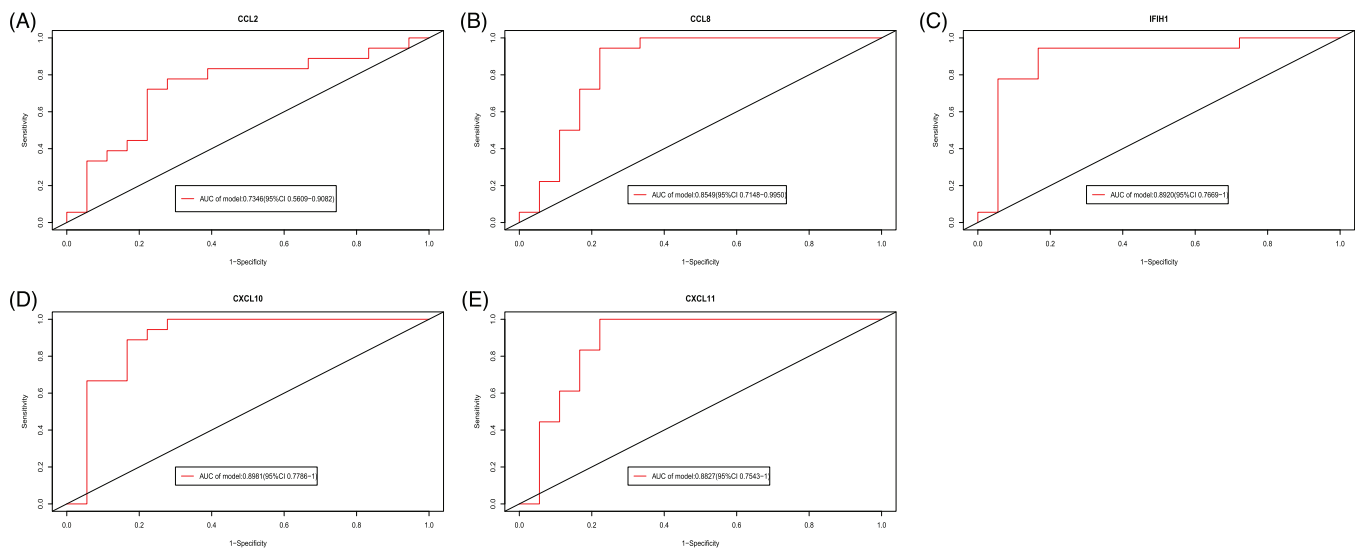 (A)
CCL2
1.0
0.8
0.6
0.4
0.2
0.0
Sensitivity
AUC of model:0.7346(95%CI 0.5609−0.9082)
0.0 0.2 0.4 0.6 0.8 1.0
1−Specificity
(B)
CCL8
1.0
0.8
0.6
0.4
0.2
0.0
Sensitivity
AUC of model:0.8549(95%CI 0.7148−0.9950)
0.0 0.2 0.4 0.6 0.8 1.0
1−Specificity
(C)
IFIH1
1.0
0.8
0.6
0.4
0.2
0.0
Sensitivity
AUC of model:0.8920(95%CI 0.7669−1)
0.0 0.2 0.4 0.6 0.8 1.0
1−Specificity
(D)
CXCL10
1.0
0.8
0.6
0.4
0.2
0.0
Sensitivity
AUC of model:0.8981(95%CI 0.7786−1)
0.0 0.2 0.4 0.6 0.8 1.0
1−Specificity
(E)
CXCL11
1.0
0.8
0.6
0.4
0.2
0.0
Sensitivity
AUC of model:0.8827(95%CI 0.7543−1)
0.0 0.2 0.4 0.6 0.8 1.0
1−Specificity